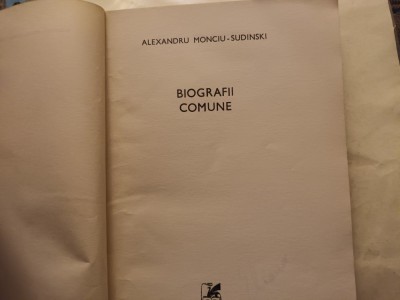 ALEXANDRU MONCIU-SUDINSKI
BIOGRAFII
COMUNE